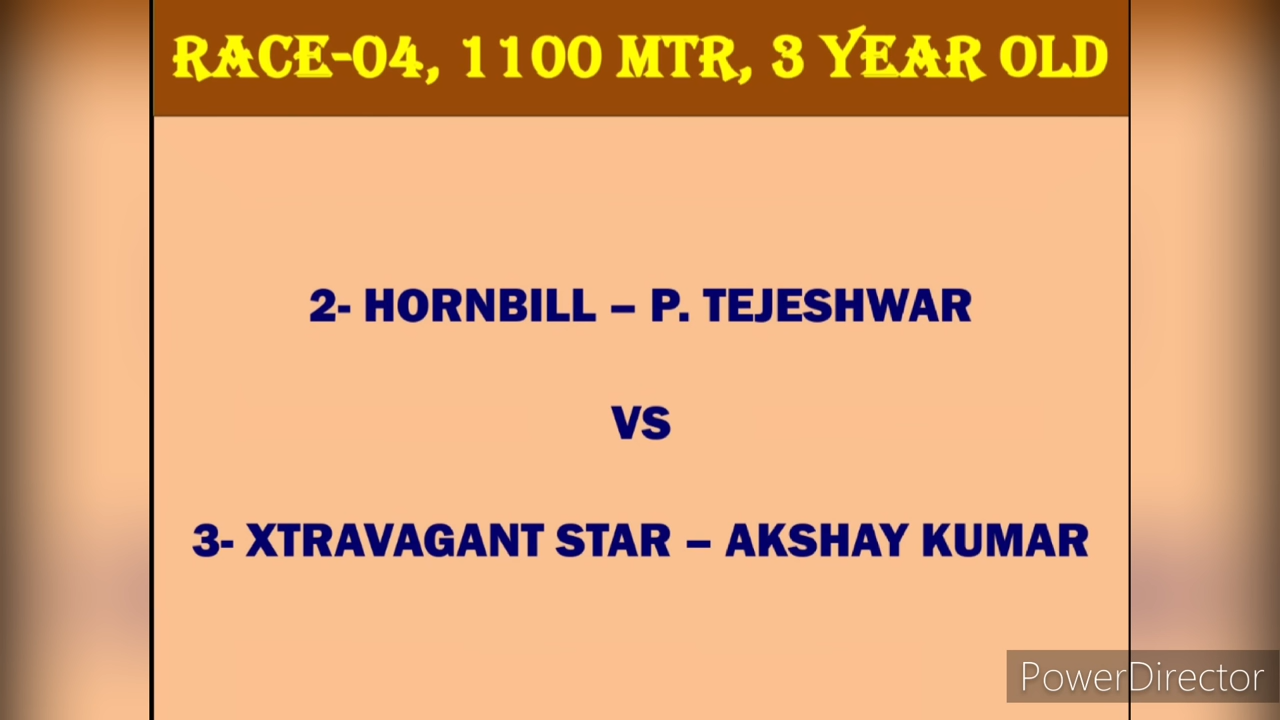 RACE-04, 1100 MTR, 3 YEAR OLD
2- HORNBILL – P. TEJESHWAR
VS
3- XTRAVAGANT STAR – AKSHAY KUMAR
PowerDirector